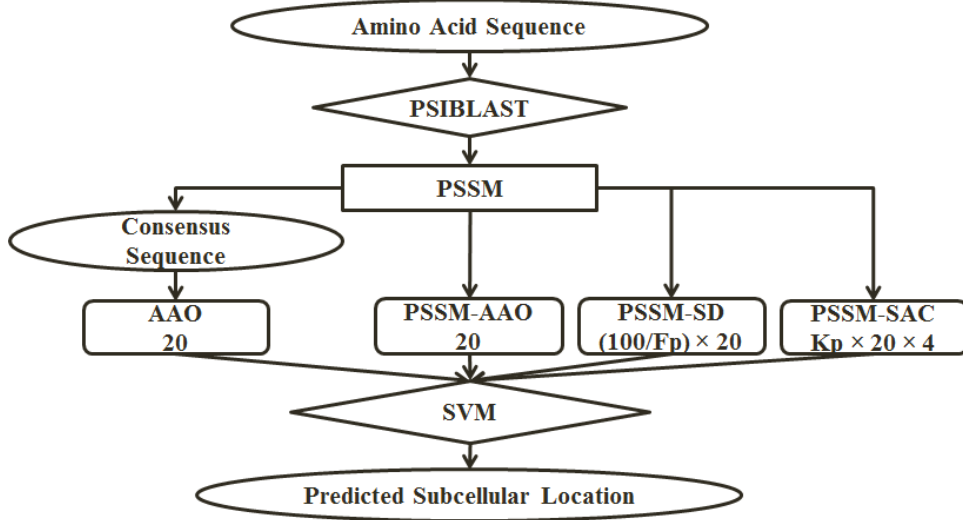 Amino Acid Sequence
PSIBLAST
PSSM
Consensus
Sequence
AAO
20
PSSM-AAO
20
PSSM-SD
(100/Fp) × 20
PSSM-SAC
Kp × 20 × 4
SVM
Predicted Subcellular Location